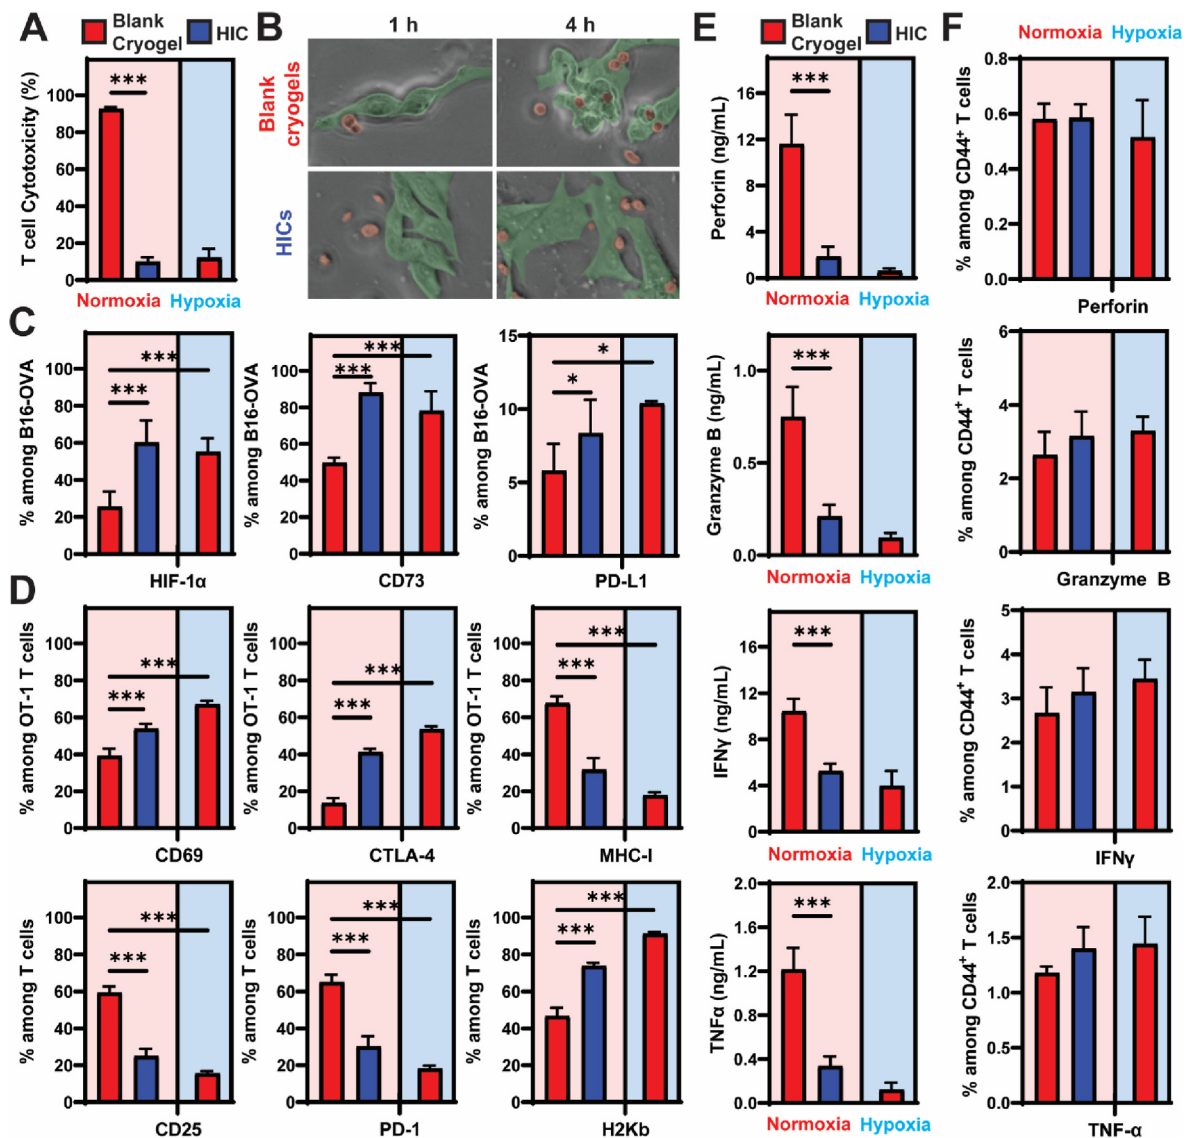 A
Blank Cryogel
HIC
T cell Cytotoxicity (%)
100
80
60
40
20
0
***
Normoxia
Hypoxia
B
1 h
4 h
Blank cryogels
HICs
C
% among B16-OVA
100
80
60
40
20
0
***
***
HIF-1α
% among B16-OVA
100
80
60
40
20
0
***
***
CD73
% among B16-OVA
15
10
5
0
*
*
PD-L1
D
% among OT-1 T cells
100
80
60
40
20
0
***
***
CD69
% among OT-1 T cells
100
80
60
40
20
0
***
***
CTLA-4
% among OT-1 T cells
100
80
60
40
20
0
***
***
MHC-I
% among T cells
100
80
60
40
20
0
***
***
CD25
% among T cells
100
80
60
40
20
0
***
***
PD-1
% among T cells
100
80
60
40
20
0
***
***
H2Kb
E
Blank Cryogel
HIC
Perforin (ng/mL)
16
12
8
4
0
***
Normoxia
Hypoxia
Granzyme B (ng/mL)
1.0
0.5
0.0
***
Normoxia
Hypoxia
IFNγ (ng/mL)
16
12
8
4
0
***
Normoxia
Hypoxia
TNFα (ng/mL)
2.0
1.6
1.2
0.8
0.4
0.0
***
Normoxia
Hypoxia
F
Normoxia
Hypoxia
% among CD44⁺ T cells
0.8
0.6
0.4
0.2
0.0
Perforin
% among CD44⁺ T cells
6
4
2
0
Granzyme B
% among CD44⁺ T cells
5
4
3
2
1
0
IFNγ
% among CD44⁺ T cells
2.0
1.5
1.0
0.5
0.0
TNF-α